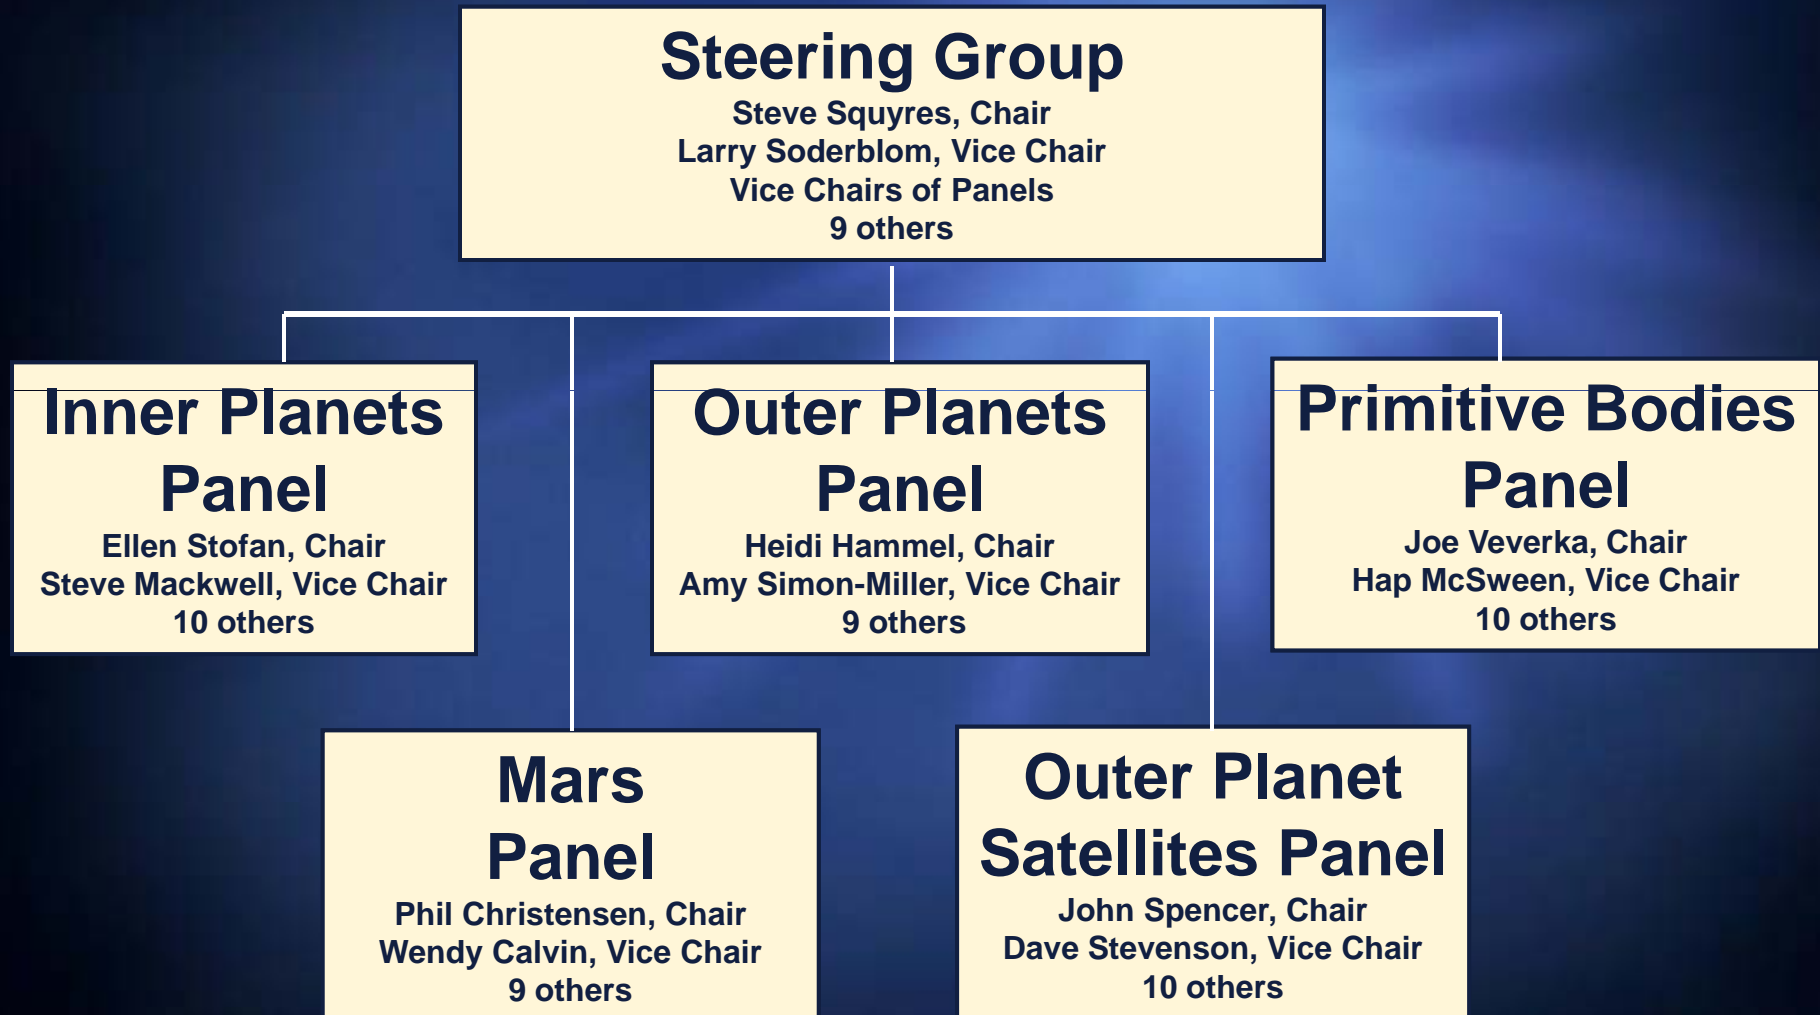 Steering Group
Steve Squyres, Chair
Larry Soderblom, Vice Chair
Vice Chairs of Panels
9 others
Inner Planets
Panel
Ellen Stofan, Chair
Steve Mackwell, Vice Chair
10 others
Outer Planets
Panel
Heidi Hammel, Chair
Amy Simon-Miller, Vice Chair
9 others
Primitive Bodies
Panel
Joe Veverka, Chair
Hap McSween, Vice Chair
10 others
Mars
Panel
Phil Christensen, Chair
Wendy Calvin, Vice Chair
9 others
Outer Planet
Satellites Panel
John Spencer, Chair
Dave Stevenson, Vice Chair
10 others